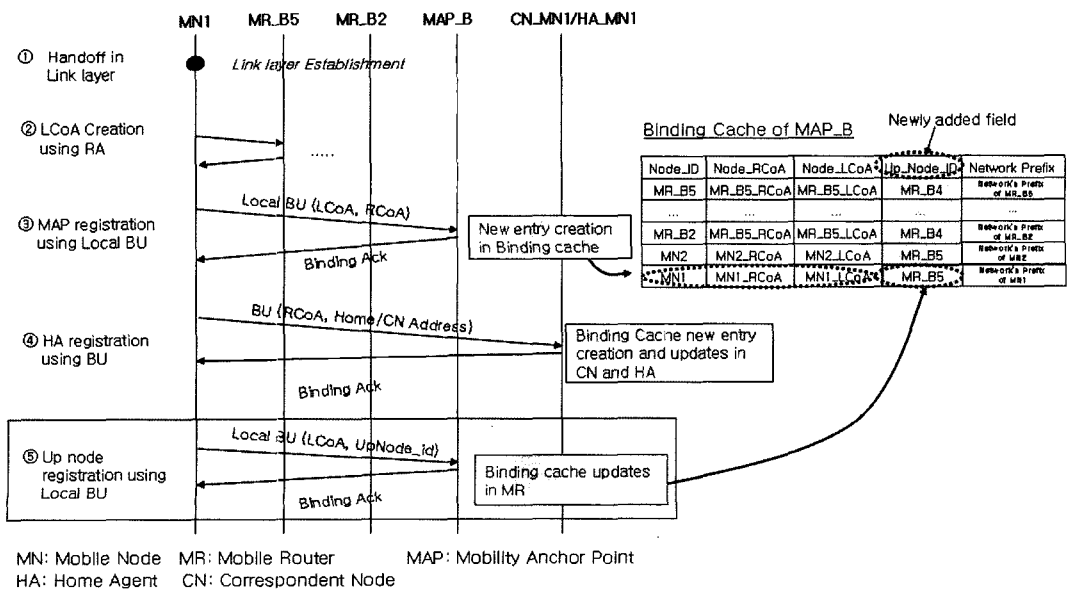 MN1 MR_B5 MR_B2 MAP_B CN_MN1/HA_MN1
① Handoff in
Link layer
Link layer Establishment
② LCoA Creation
using RA
.....
Newly added field
Binding Cache of MAP_B
Node_ID Node_RCoA Node_LCoA Up_Node_ID Network Prefix
MR_B5 MR_B5_RCoA MR_B5_LCoA MR_B4 Network's Prefix of MR_B5
... ... ... ... ...
MR_B2 MR_B5_RCoA MR_B5_LCoA MR_B4 Network's Prefix of MR_B2
MN2 MN2_RCoA MN2_LCoA MR_B5 Network's Prefix of MN2
MN1 MN1_RCoA MN1_LCoA MR_B5 Network's Prefix of MN1
③ MAP registration
using Local BU
Local BU (LCoA, RCoA)
Binding Ack
New entry creation
in Binding cache
④ HA registration
using BU
BU (RCoA, Home/CN Address)
Binding Ack
Binding Cache new entry
creation and updates in
CN and HA
⑤ Up node
registration using
Local BU
Local BU (LCoA, UpNode_id)
Binding Ack
Binding cache updates
in MR
MN: Mobile Node MR: Mobile Router MAP: Mobility Anchor Point
HA: Home Agent CN: Correspondent Node